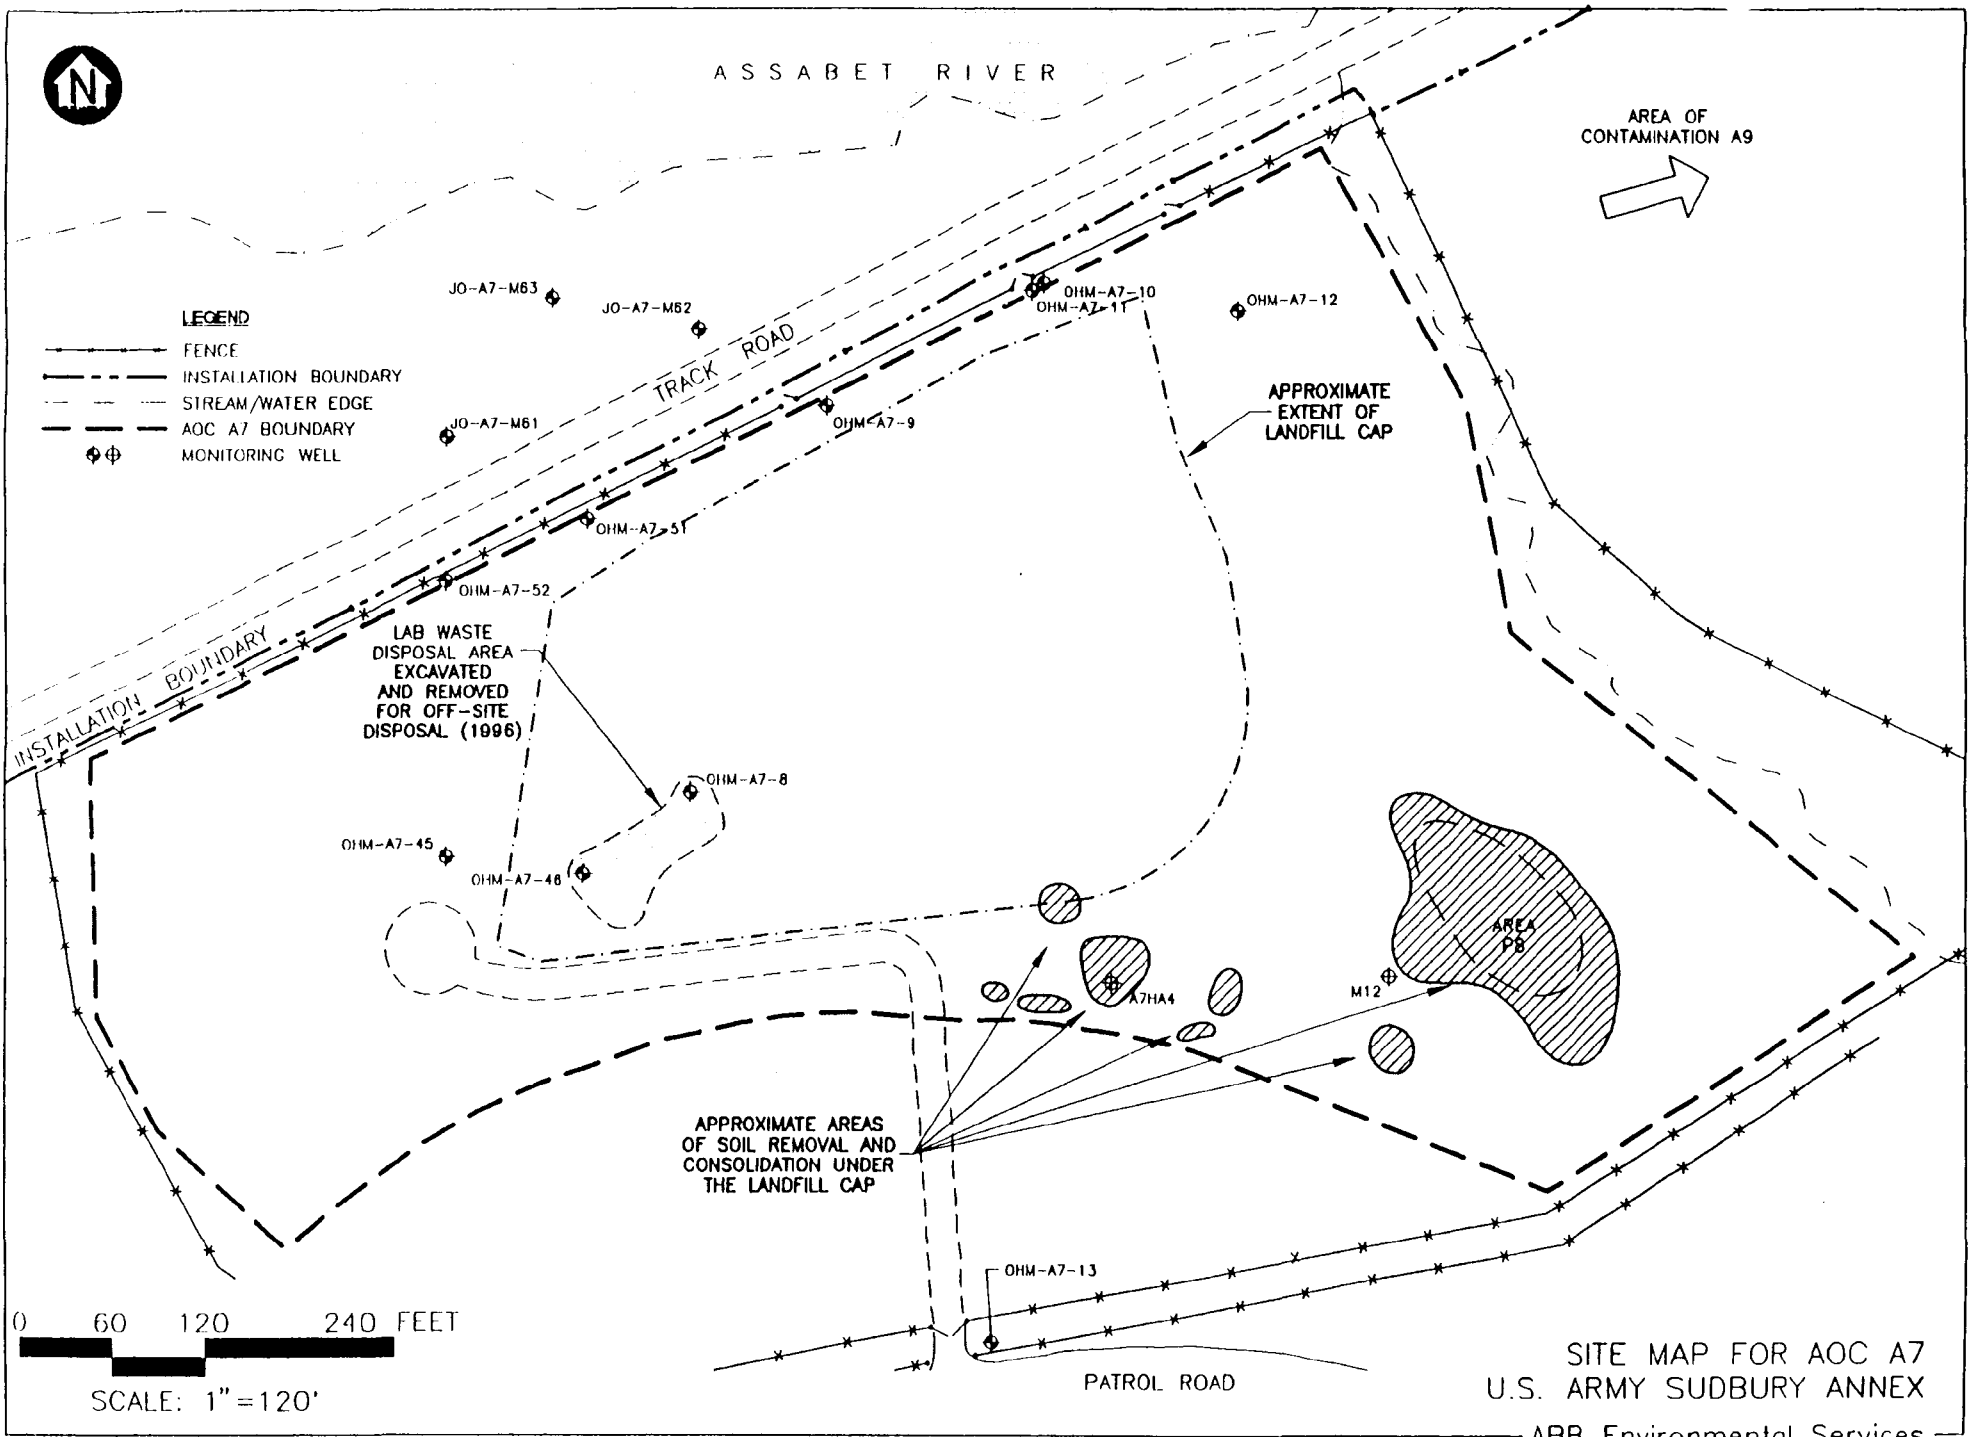 N
ASSABET RIVER
AREA OF
CONTAMINATION A9
JO-A7-M63
JO-A7-M62
OHM-A7-10
OHM-A7-11
OHM-A7-12
LEGEND
FENCE
INSTALLATION BOUNDARY
STREAM/WATER EDGE
AOC A7 BOUNDARY
MONITORING WELL
TRACK ROAD
JO-A7-M61
OHM-A7-9
APPROXIMATE
EXTENT OF
LANDFILL CAP
OHM-A7-51
OHM-A7-52
INSTALLATION BOUNDARY
LAB WASTE
DISPOSAL AREA
EXCAVATED
AND REMOVED
FOR OFF-SITE
DISPOSAL (1996)
OHM-A7-8
OHM-A7-45
OHM-A7-46
AREA
P8
A7HA4
M12
APPROXIMATE AREAS
OF SOIL REMOVAL AND
CONSOLIDATION UNDER
THE LANDFILL CAP
OHM-A7-13
0 60 120 240 FEET
SCALE: 1"=120'
PATROL ROAD
SITE MAP FOR AOC A7
U.S. ARMY SUDBURY ANNEX
ABB Environmental Services